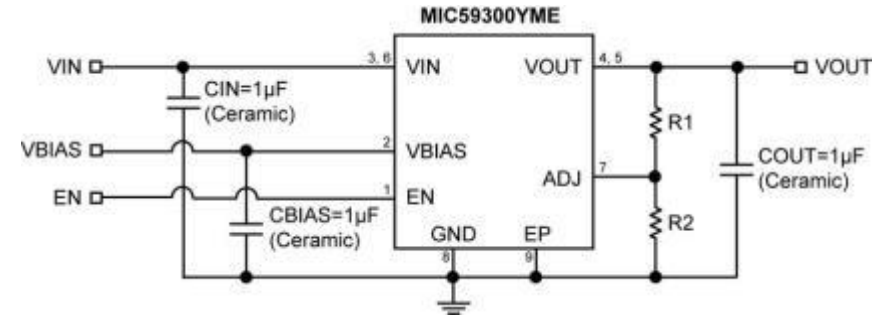 MIC59300YME
VIN
3, 6
VIN
VOUT
4, 5
VOUT
CIN=1µF
(Ceramic)
R1
VBIAS
2
VBIAS
COUT=1µF
(Ceramic)
ADJ
7
EN
1
EN
CBIAS=1µF
(Ceramic)
R2
GND
EP
8
9